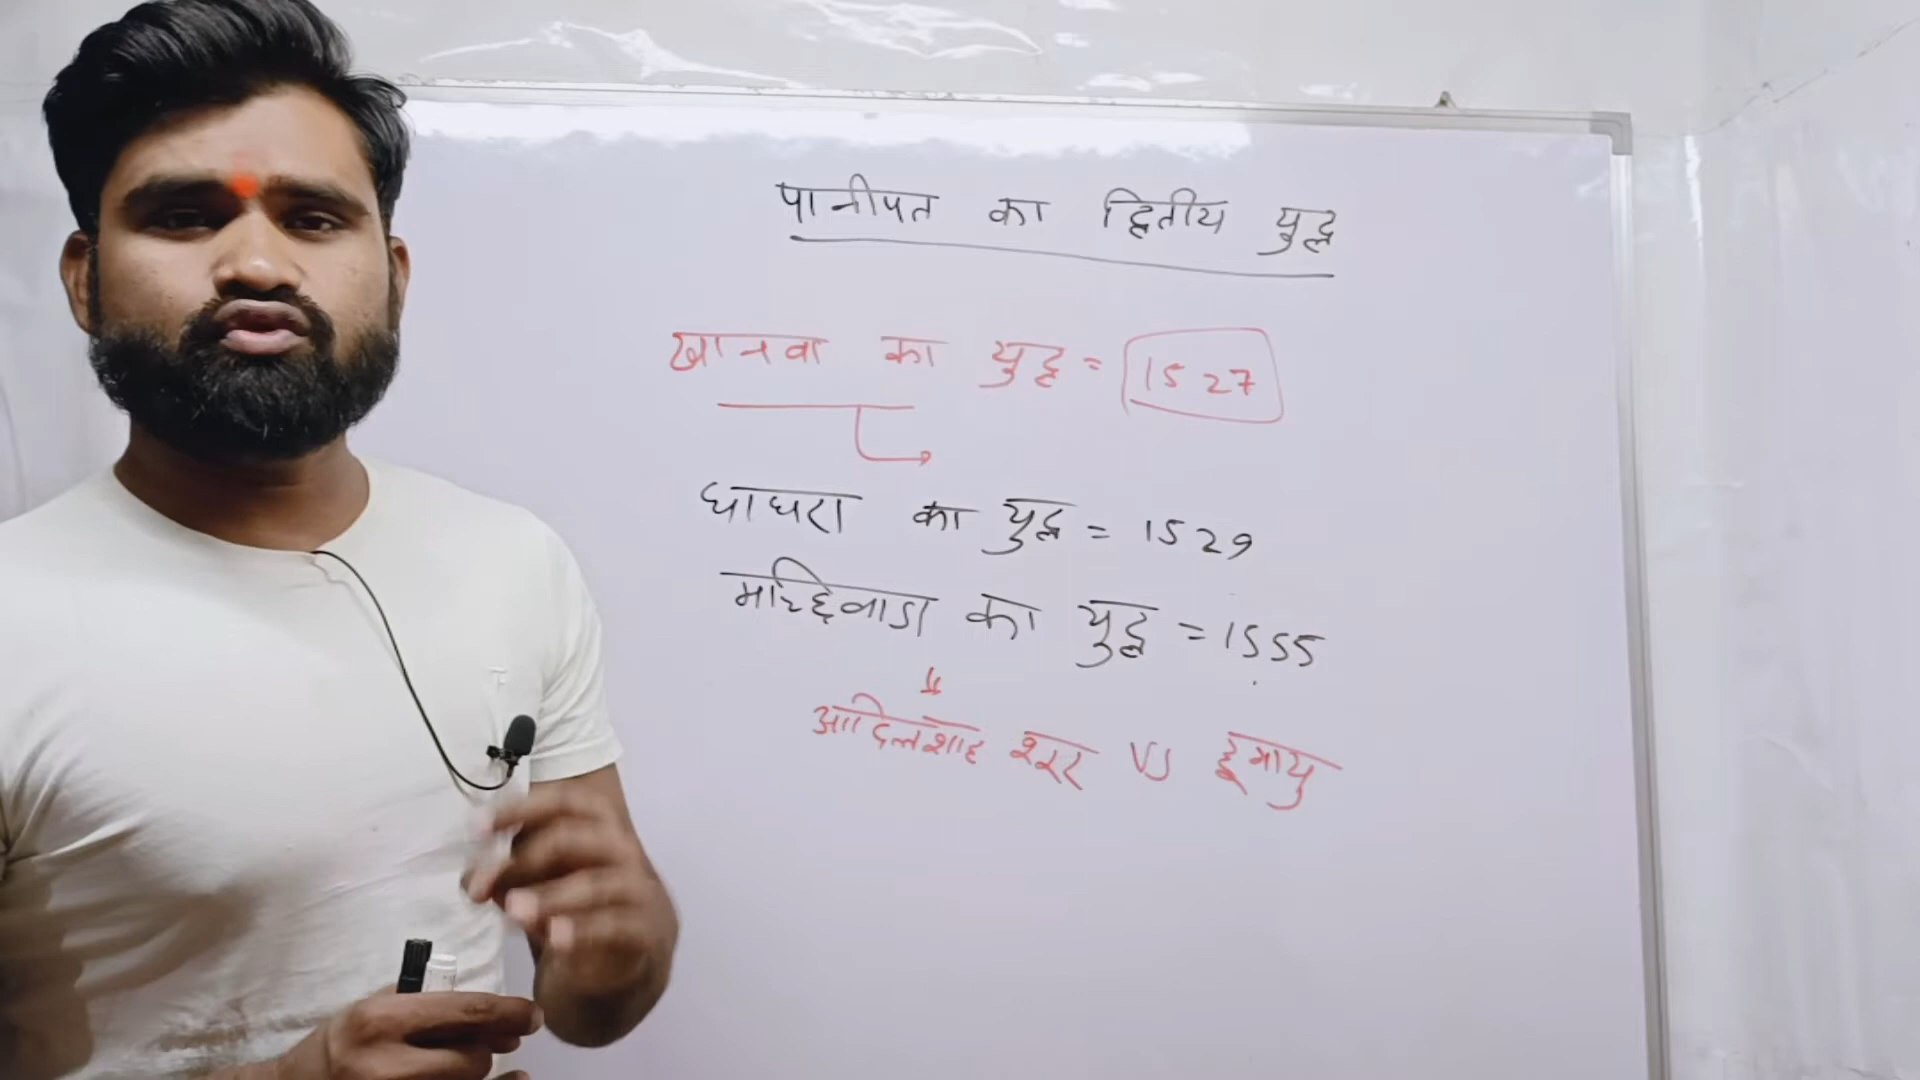 पानीपत का द्वितीय युद्ध
खानवा का युद्ध = 1527
घाघरा का युद्ध = 1529
मच्छिवाडा का युद्ध = 1555
आदिलशाह VS हूमायु